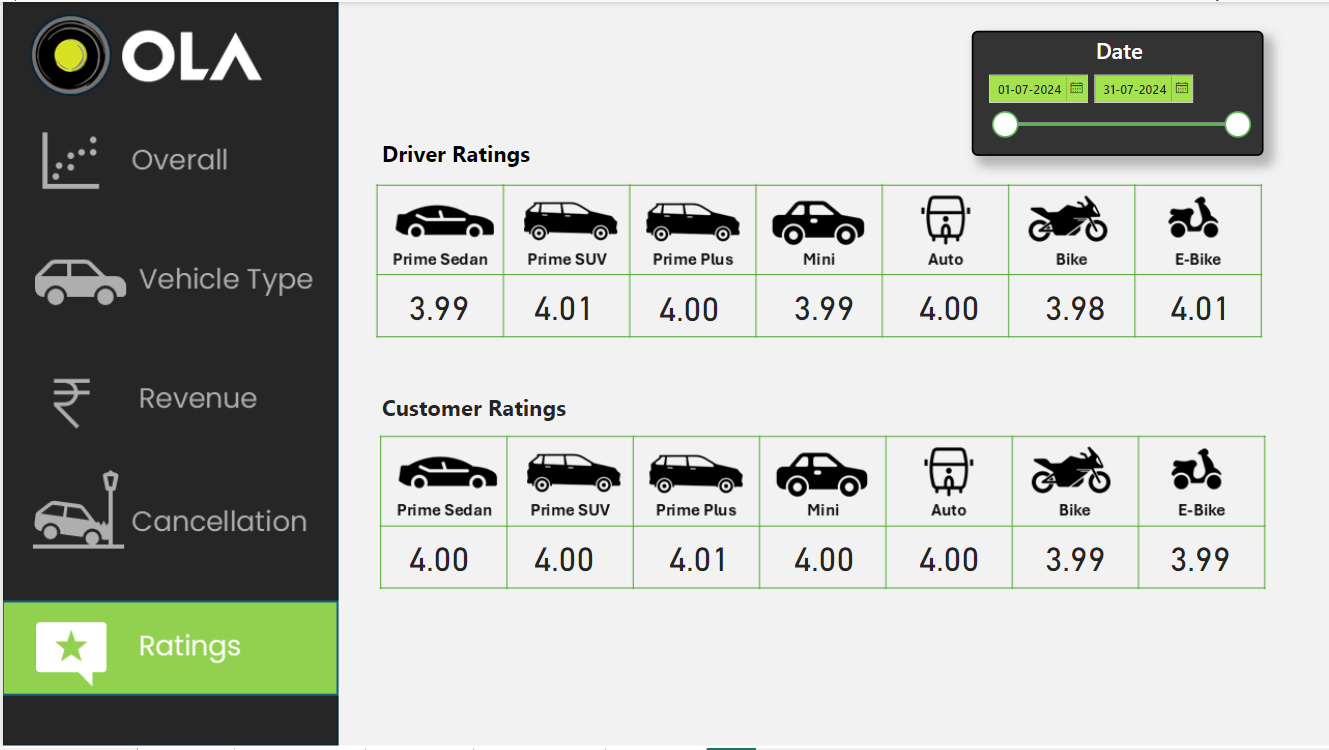 OLA
Overall
Vehicle Type
₹
Revenue
Cancellation
Ratings
Date
01-07-2024 31-07-2024
Driver Ratings
Prime Sedan Prime SUV Prime Plus Mini Auto Bike E-Bike
3.99 4.01 4.00 3.99 4.00 3.98 4.01
Customer Ratings
Prime Sedan Prime SUV Prime Plus Mini Auto Bike E-Bike
4.00 4.00 4.01 4.00 4.00 3.99 3.99